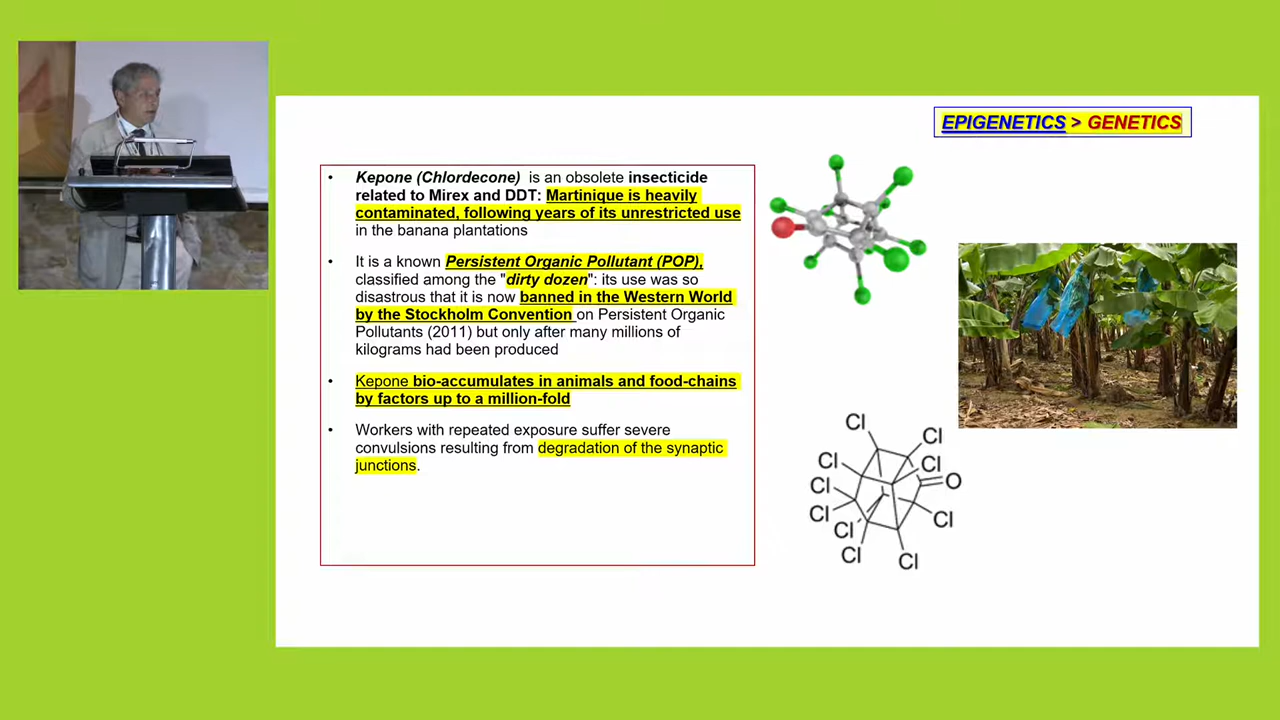 EPIGENETICS > GENETICS
• Kepone (Chlordecone) is an obsolete insecticide
related to Mirex and DDT: Martinique is heavily
contaminated, following years of its unrestricted use
in the banana plantations
• It is a known Persistent Organic Pollutant (POP),
classified among the "dirty dozen": its use was so
disastrous that it is now banned in the Western World
by the Stockholm Convention on Persistent Organic
Pollutants (2011) but only after many millions of
kilograms had been produced
• Kepone bio-accumulates in animals and food-chains
by factors up to a million-fold
• Workers with repeated exposure suffer severe
convulsions resulting from degradation of the synaptic
junctions.
Cl
Cl
Cl
Cl
Cl
O
Cl
Cl
Cl
Cl
Cl